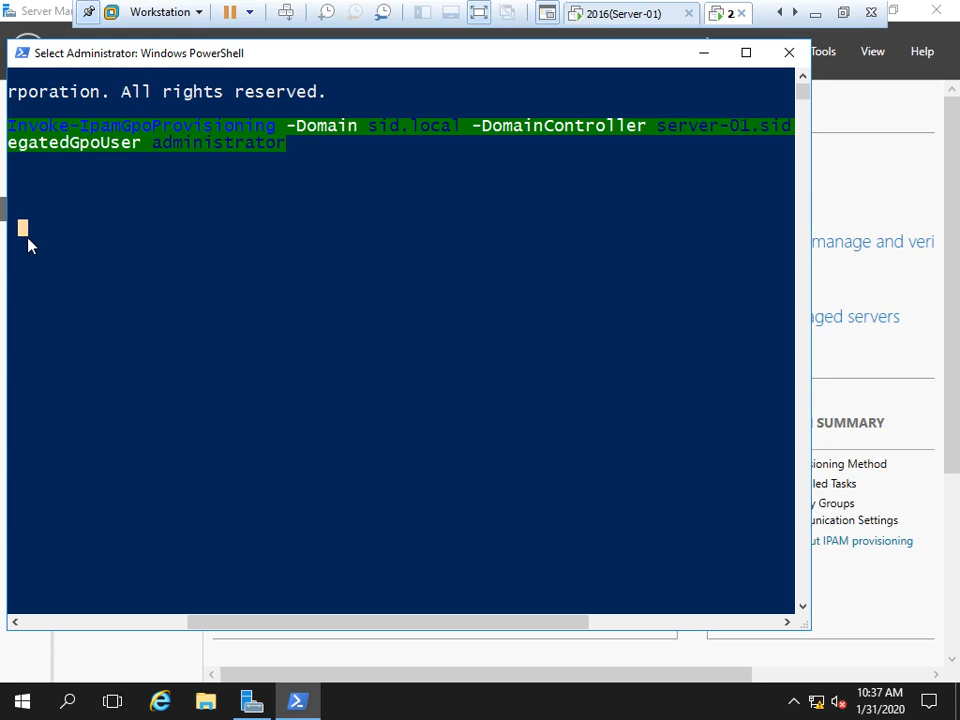 Server Ma
Workstation
2016(Server-01)
2
Select Administrator: Windows PowerShell
Tools View Help
rporation. All rights reserved.
Invoke-IpamGpoProvisioning -Domain sid.local -DomainController server-01.sid
egatedGpoUser administrator
manage and veri
aged servers
SUMMARY
sioning Method
led Tasks
y Groups
unication Settings
ut IPAM provisioning
10:37 AM
1/31/2020